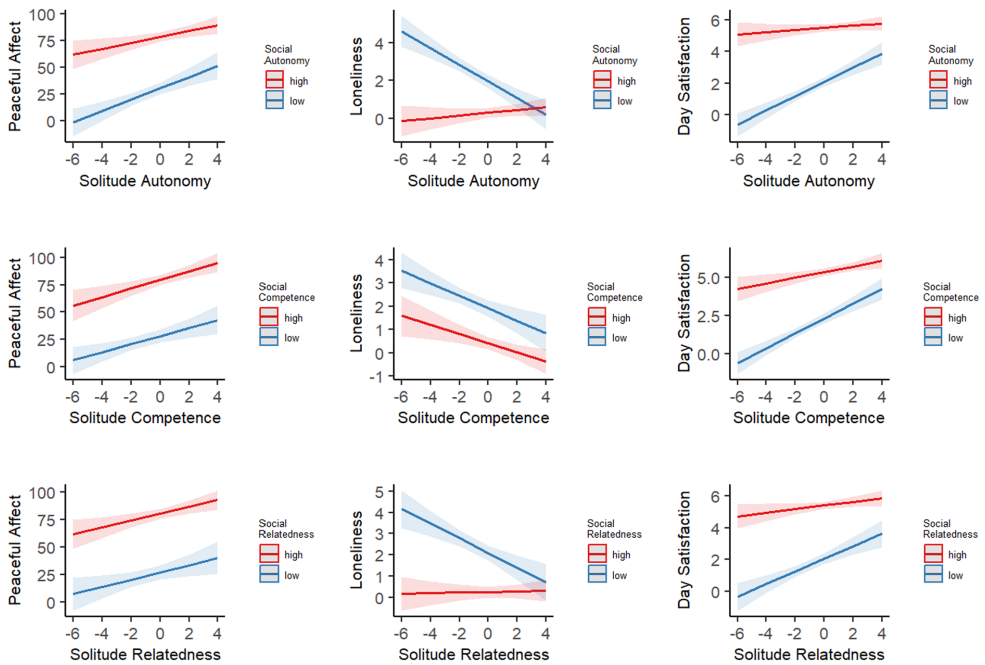 Peaceful Affect
100
75
50
25
0
-6 -4 -2 0 2 4
Solitude Autonomy
Social
Autonomy
high
low
Loneliness
4
2
0
-6 -4 -2 0 2 4
Solitude Autonomy
Social
Autonomy
high
low
Day Satisfaction
6
4
2
0
-6 -4 -2 0 2 4
Solitude Autonomy
Social
Autonomy
high
low
Peaceful Affect
100
75
50
25
0
-6 -4 -2 0 2 4
Solitude Competence
Social
Competence
high
low
Loneliness
4
3
2
1
0
-1
-6 -4 -2 0 2 4
Solitude Competence
Social
Competence
high
low
Day Satisfaction
5.0
2.5
0.0
-6 -4 -2 0 2 4
Solitude Competence
Social
Competence
high
low
Peaceful Affect
100
75
50
25
0
-6 -4 -2 0 2 4
Solitude Relatedness
Social
Relatedness
high
low
Loneliness
5
4
3
2
1
0
-6 -4 -2 0 2 4
Solitude Relatedness
Social
Relatedness
high
low
Day Satisfaction
6
4
2
0
-6 -4 -2 0 2 4
Solitude Relatedness
Social
Relatedness
high
low